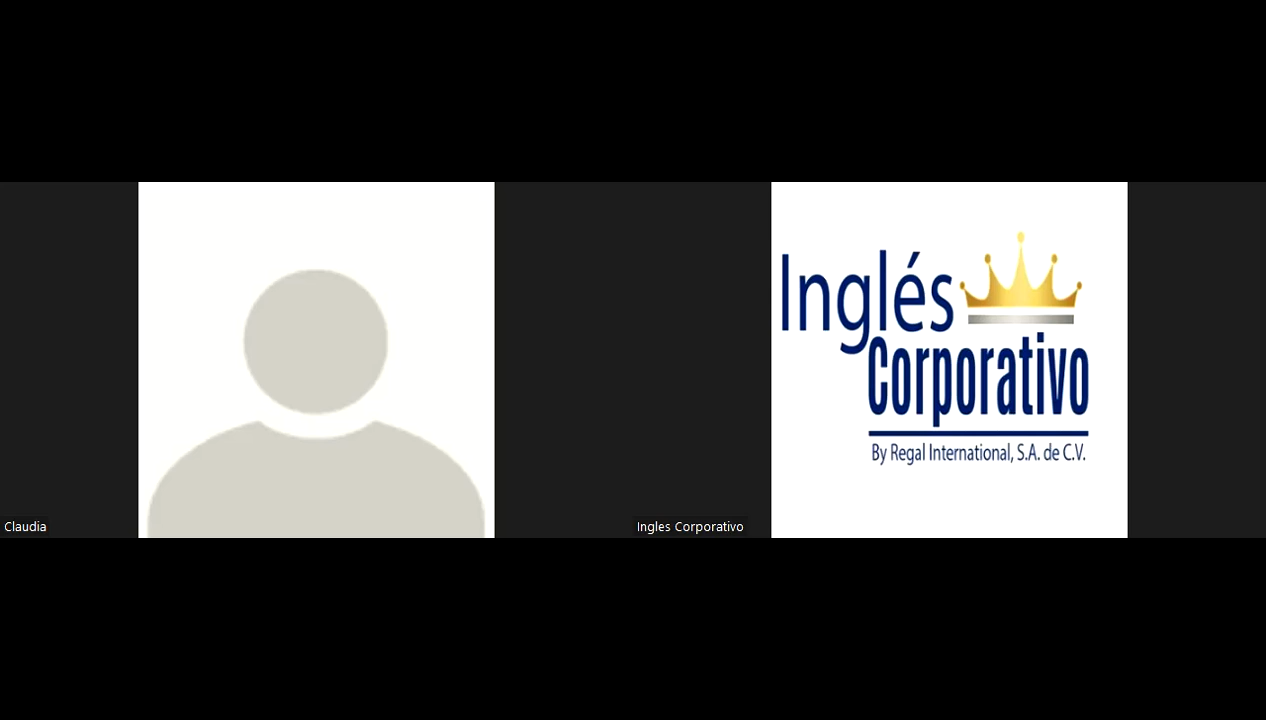 Inglés
Corporativo
By Regal International, S.A. de C.V.
Claudia
Ingles Corporativo